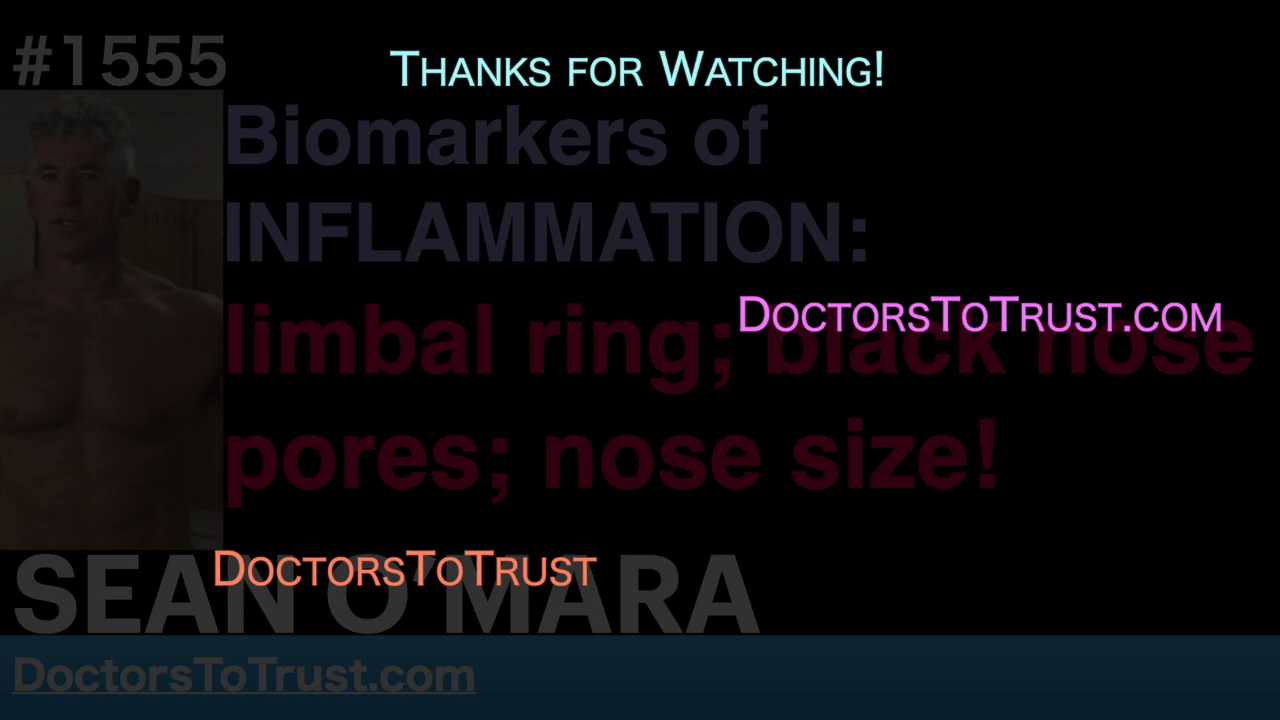 #1555
THANKS FOR WATCHING!
Biomarkers of
INFLAMMATION:
DOCTORSTOTRUST.COM
limbal ring; black nose
pores; nose size!
DOCTORSTOTRUST
SEAN O'MARA
DoctorsToTrust.com